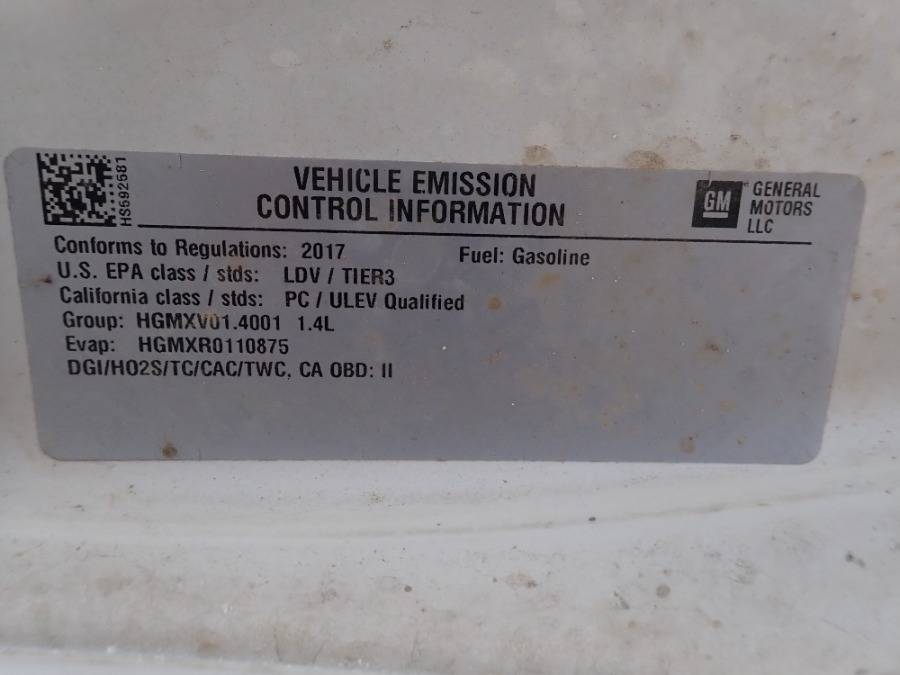 HS592581
VEHICLE EMISSION
CONTROL INFORMATION
GM
GENERAL
MOTORS
LLC
Conforms to Regulations: 2017 Fuel: Gasoline
U.S. EPA class / stds: LDV / TIER3
California class / stds: PC / ULEV Qualified
Group: HGMXV01.4001 1.4L
Evap: HGMXR0110875
DGI/HO2S/TC/CAC/TWC, CA OBD: II